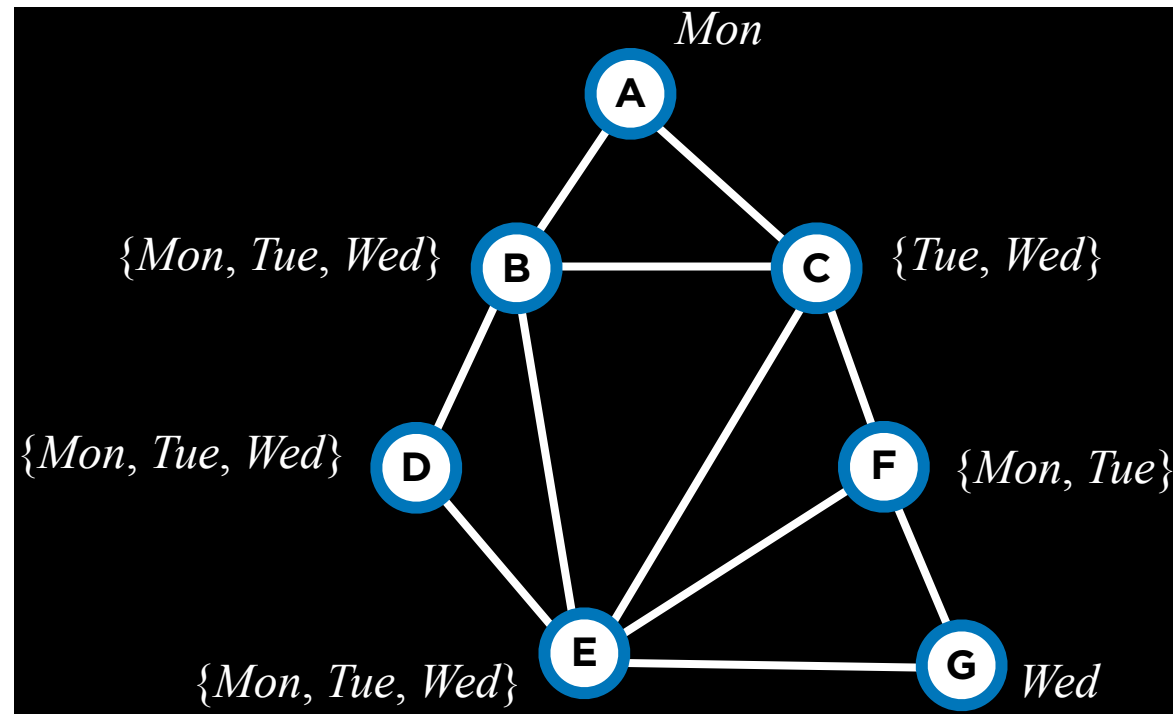 Mon
A
{Mon, Tue, Wed}
B
C
{Tue, Wed}
{Mon, Tue, Wed}
D
F
{Mon, Tue}
{Mon, Tue, Wed}
E
G
Wed